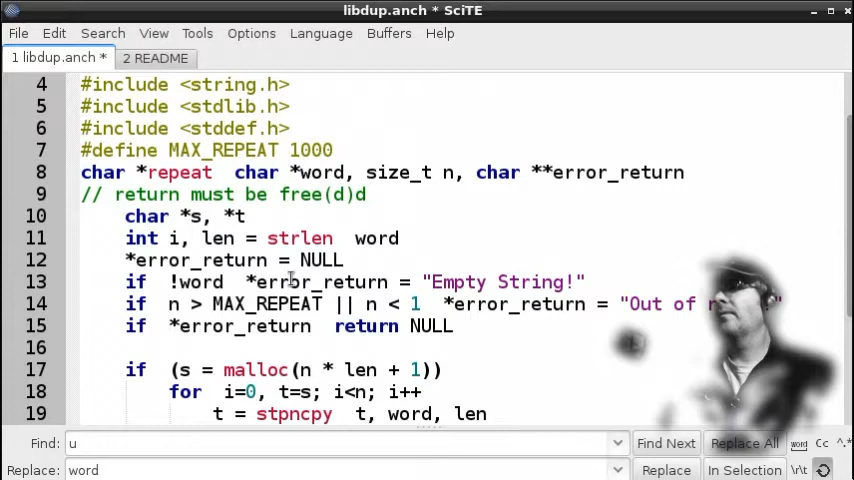 libdup.anch * SciTE
File Edit Search View Tools Options Language Buffers Help
1 libdup.anch * 2 README
4 #include <string.h>
5 #include <stdlib.h>
6 #include <stddef.h>
7 #define MAX_REPEAT 1000
8 char *repeat  char *word, size_t n, char **error_return
9 // return must be free(d)d
10 char *s, *t
11 int i, len = strlen  word
12 *error_return = NULL
13 if  !word  *error_return = "Empty String!"
14 if  n > MAX_REPEAT || n < 1  *error_return = "Out of "
15 if  *error_return  return NULL
16
17 if  (s = malloc(n * len + 1))
18 for  i=0, t=s; i<n; i++
19 t = stpncpy  t, word, len
Find: u Find Next Replace All word Cc ^.*
Replace: word Replace In Selection \r\t